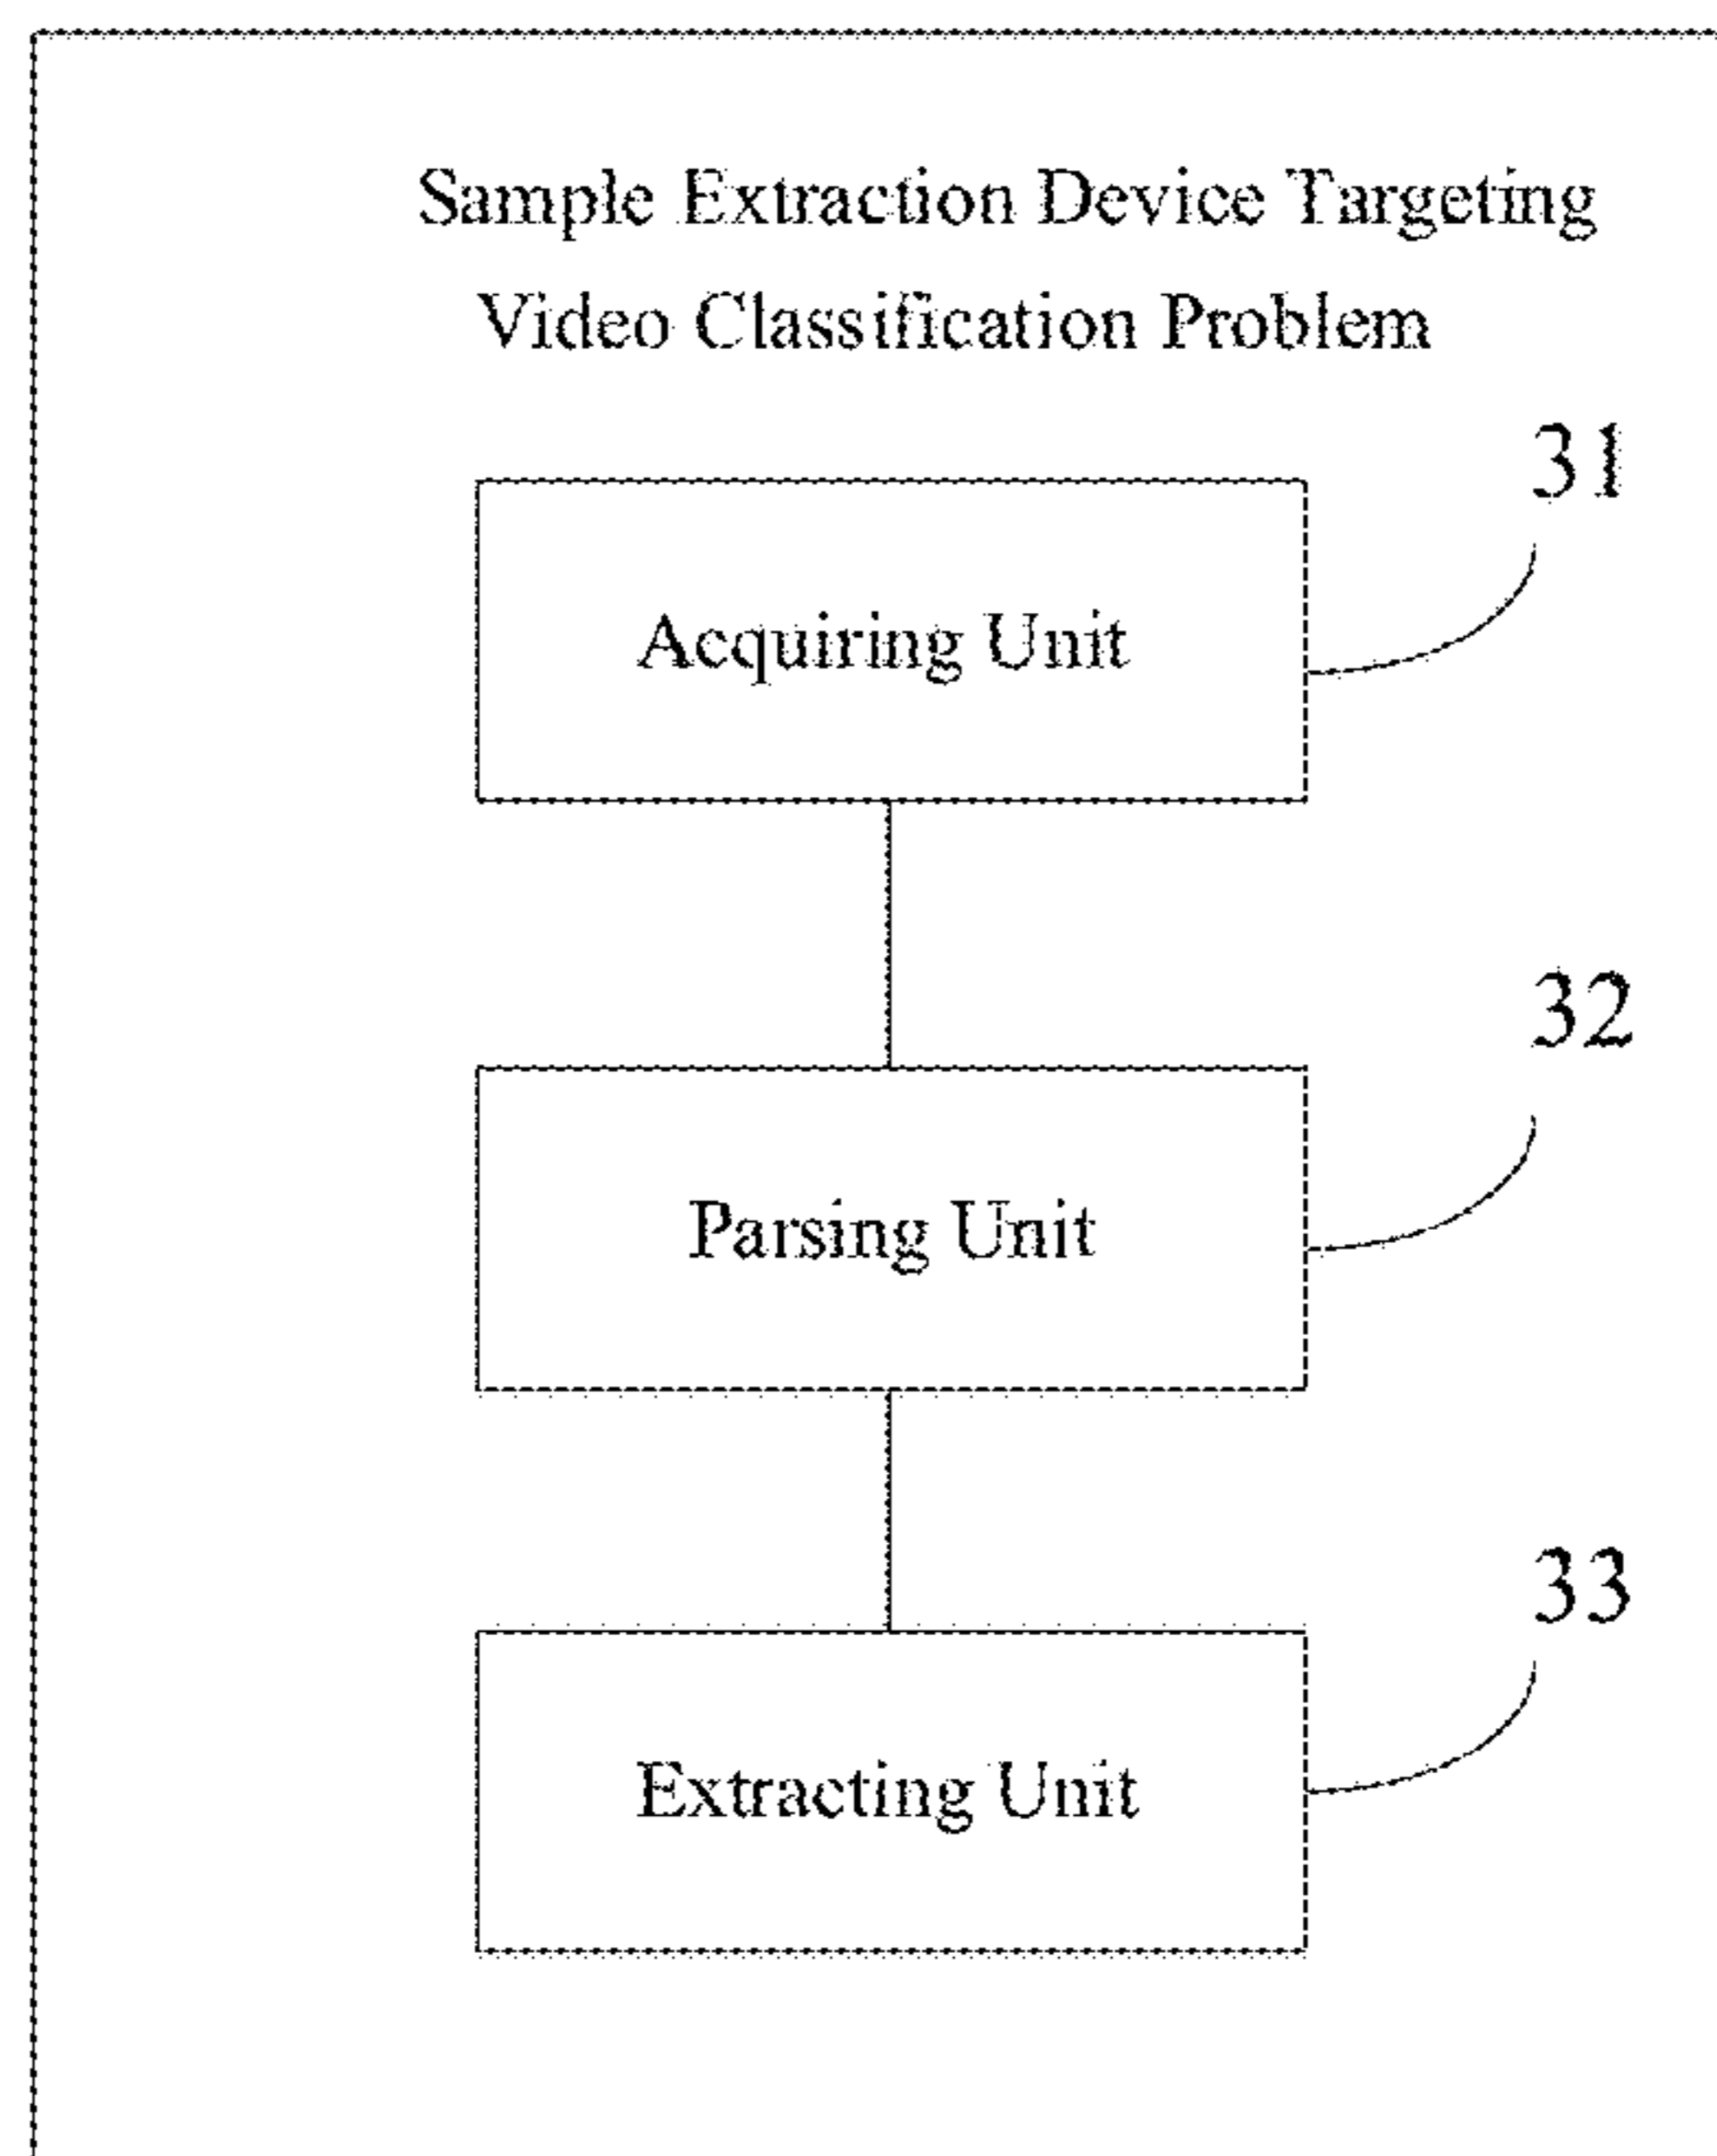 Sample Extraction Device Targeting
Video Classification Problem
31
Acquiring Unit
32
Parsing Unit
33
Extracting Unit